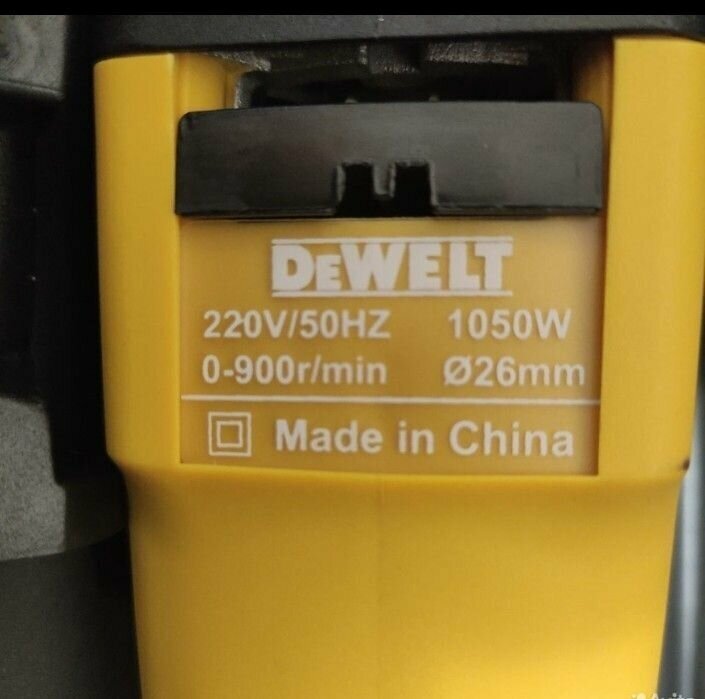 DEWELT
220V/50HZ 1050W
0-900r/min Ø26mm
Made in China